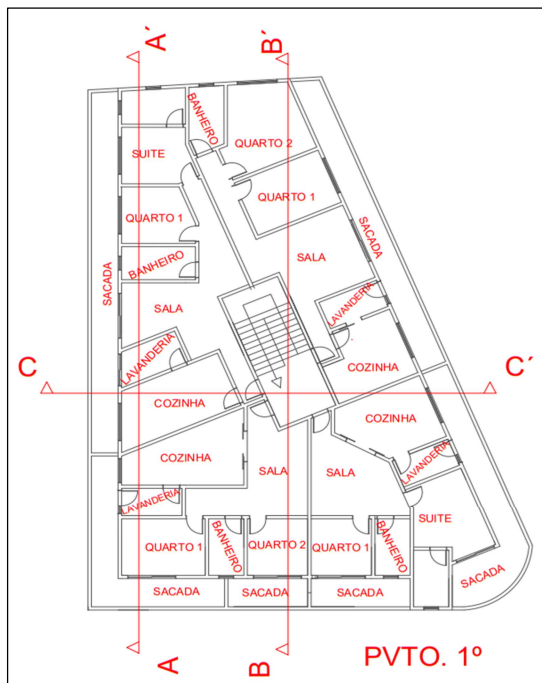 A´
B´
BANHEIRO
SUITE
QUARTO 2
QUARTO 1
QUARTO 1
SACADA
SALA
BANHEIRO
SACADA
SALA
LAVANDERIA
LAVANDERIA
C
C´
COZINHA
COZINHA
COZINHA
COZINHA
SALA
SALA
LAVANDERIA
LAVANDERIA
SUITE
QUARTO 1
BANHEIRO
QUARTO 2
QUARTO 1
BANHEIRO
SACADA
SACADA
SACADA
SACADA
A
B
PVTO. 1º